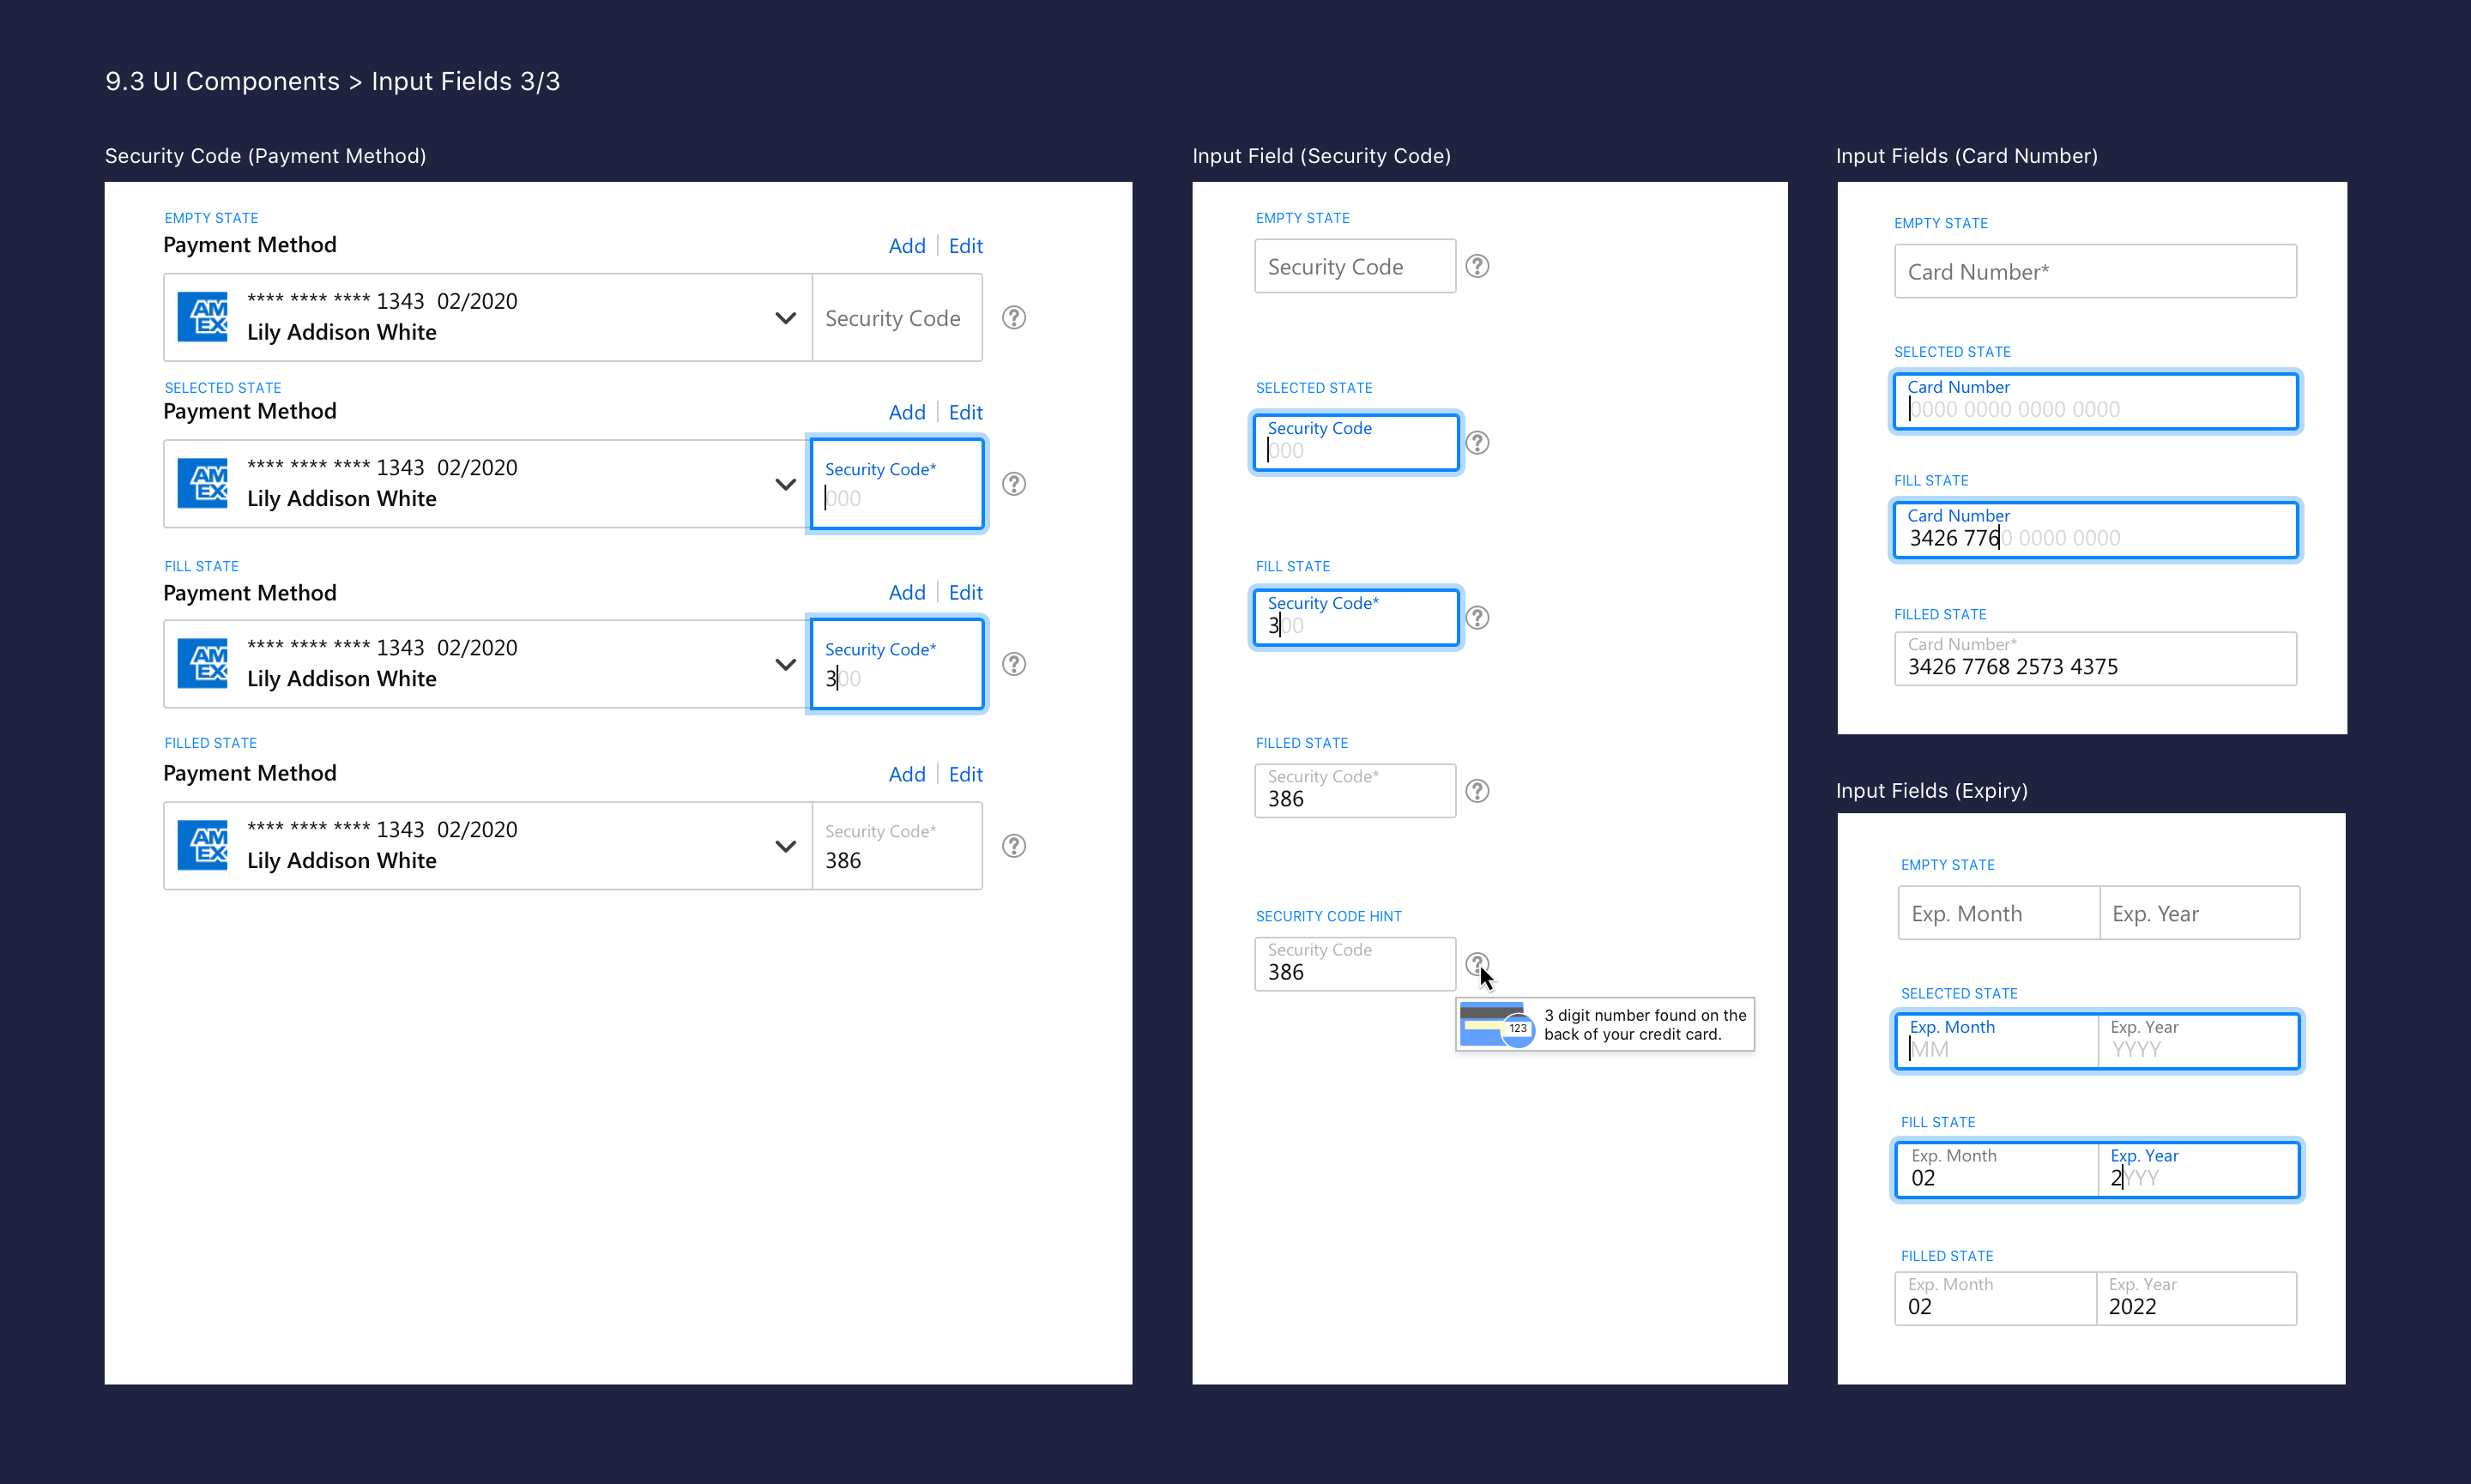 9.3 UI Components > Input Fields 3/3
Security Code (Payment Method)
EMPTY STATE
Payment Method
Add | Edit
AMEX
**** **** **** 1343 02/2020
Lily Addison White
Security Code
SELECTED STATE
Payment Method
Add | Edit
AMEX
**** **** **** 1343 02/2020
Lily Addison White
Security Code*
000
FILL STATE
Payment Method
Add | Edit
AMEX
**** **** **** 1343 02/2020
Lily Addison White
Security Code*
300
FILLED STATE
Payment Method
Add | Edit
AMEX
**** **** **** 1343 02/2020
Lily Addison White
Security Code*
386
Input Field (Security Code)
EMPTY STATE
Security Code
SELECTED STATE
Security Code
000
FILL STATE
Security Code*
300
FILLED STATE
Security Code*
386
SECURITY CODE HINT
Security Code
386
123
3 digit number found on the
back of your credit card.
Input Fields (Card Number)
EMPTY STATE
Card Number*
SELECTED STATE
Card Number
0000 0000 0000 0000
FILL STATE
Card Number
3426 7760 0000 0000
FILLED STATE
Card Number*
3426 7768 2573 4375
Input Fields (Expiry)
EMPTY STATE
Exp. Month Exp. Year
SELECTED STATE
Exp. Month Exp. Year
MM YYYY
FILL STATE
Exp. Month Exp. Year
02 2YYY
FILLED STATE
Exp. Month Exp. Year
02 2022